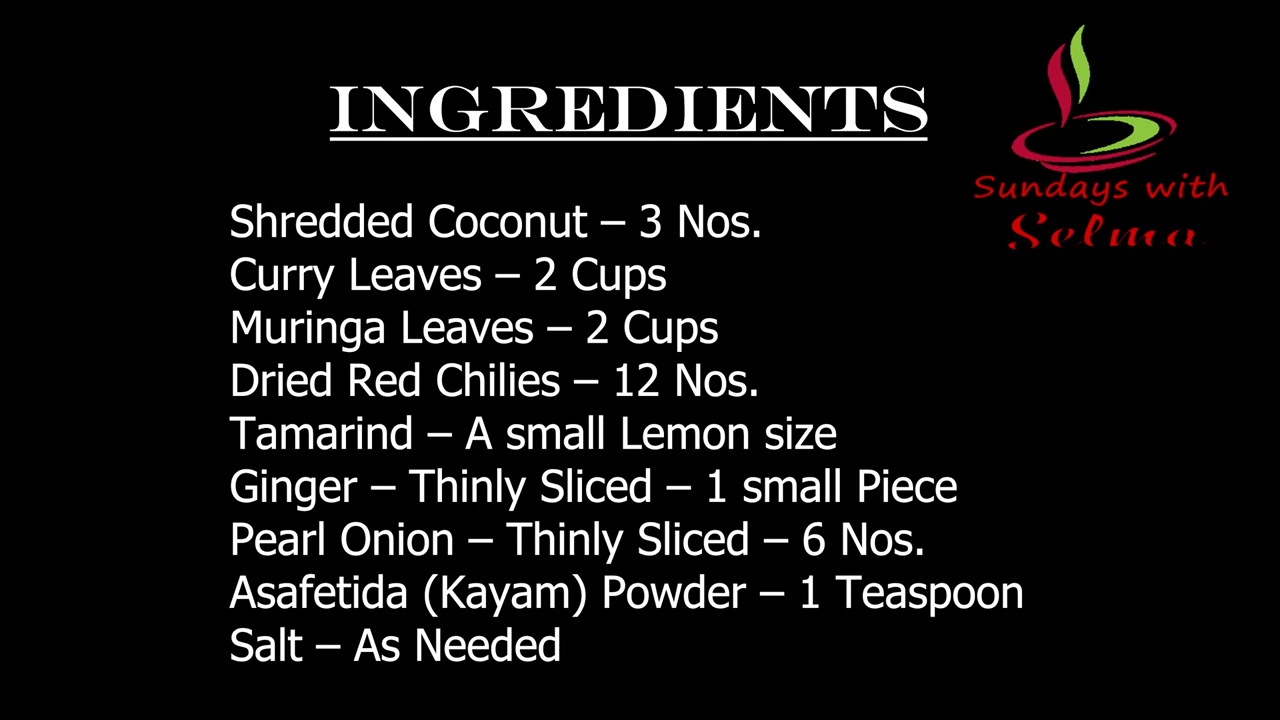 INGREDIENTS
Sundays with
Selma
Shredded Coconut – 3 Nos.
Curry Leaves – 2 Cups
Muringa Leaves – 2 Cups
Dried Red Chilies – 12 Nos.
Tamarind – A small Lemon size
Ginger – Thinly Sliced – 1 small Piece
Pearl Onion – Thinly Sliced – 6 Nos.
Asafetida (Kayam) Powder – 1 Teaspoon
Salt – As Needed